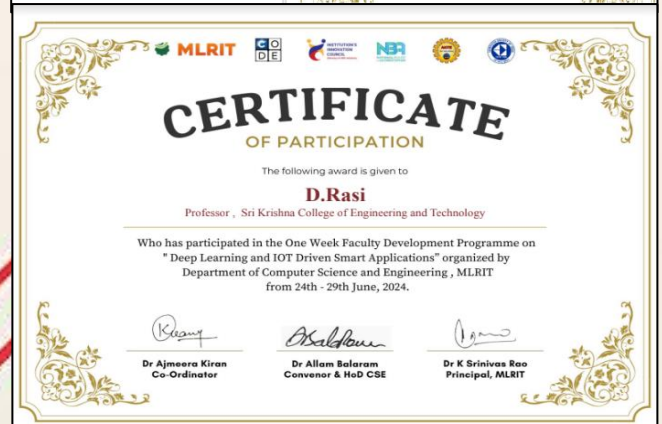 MLRIT
CODE
INSTITUTION'S
INNOVATION
COUNCIL
NBA
CERTIFICATE
OF PARTICIPATION
The following award is given to
D.Rasi
Professor , Sri Krishna College of Engineering and Technology
Who has participated in the One Week Faculty Development Programme on
" Deep Learning and IOT Driven Smart Applications" organized by
Department of Computer Science and Engineering , MLRIT
from 24th - 29th June, 2024.
Dr Ajmeera Kiran
Co-Ordinator
Dr Allam Balaram
Convenor & HoD CSE
Dr K Srinivas Rao
Principal, MLRIT